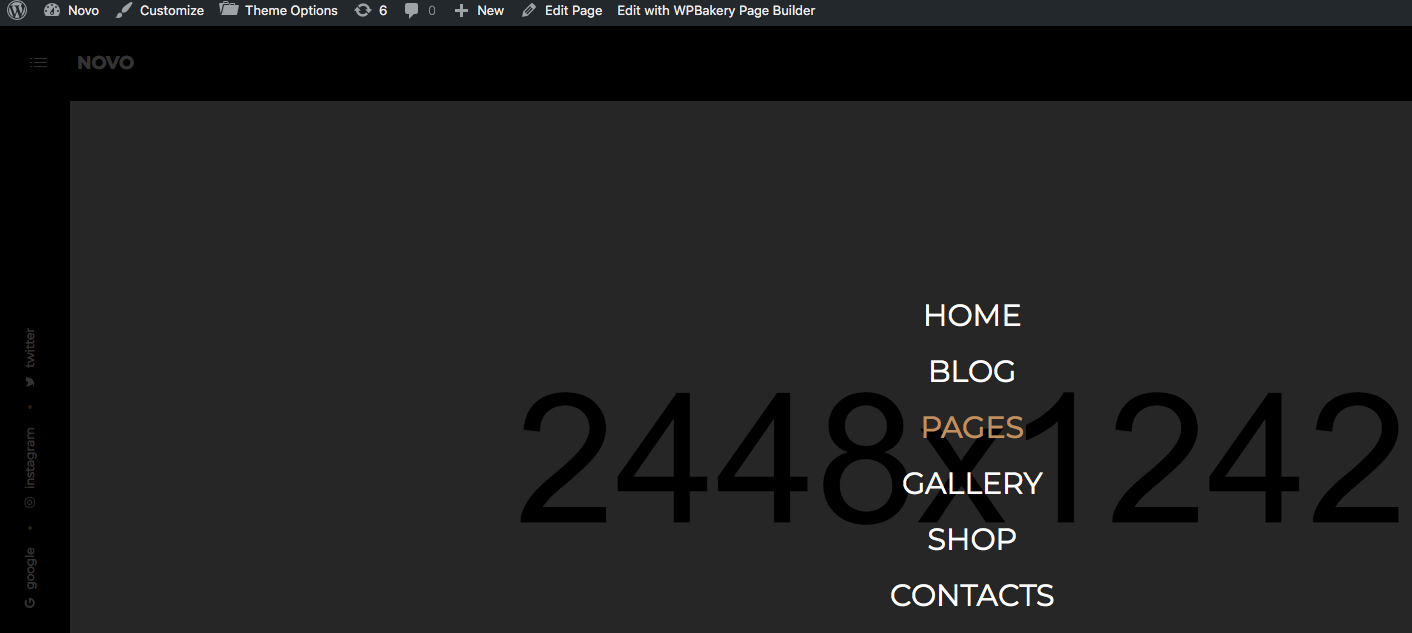 Novo Customize Theme Options 6 0 New Edit Page Edit with WPBakery Page Builder
NOVO
HOME
BLOG
PAGES
2448x1242
GALLERY
SHOP
CONTACTS
twitter
instagram
google